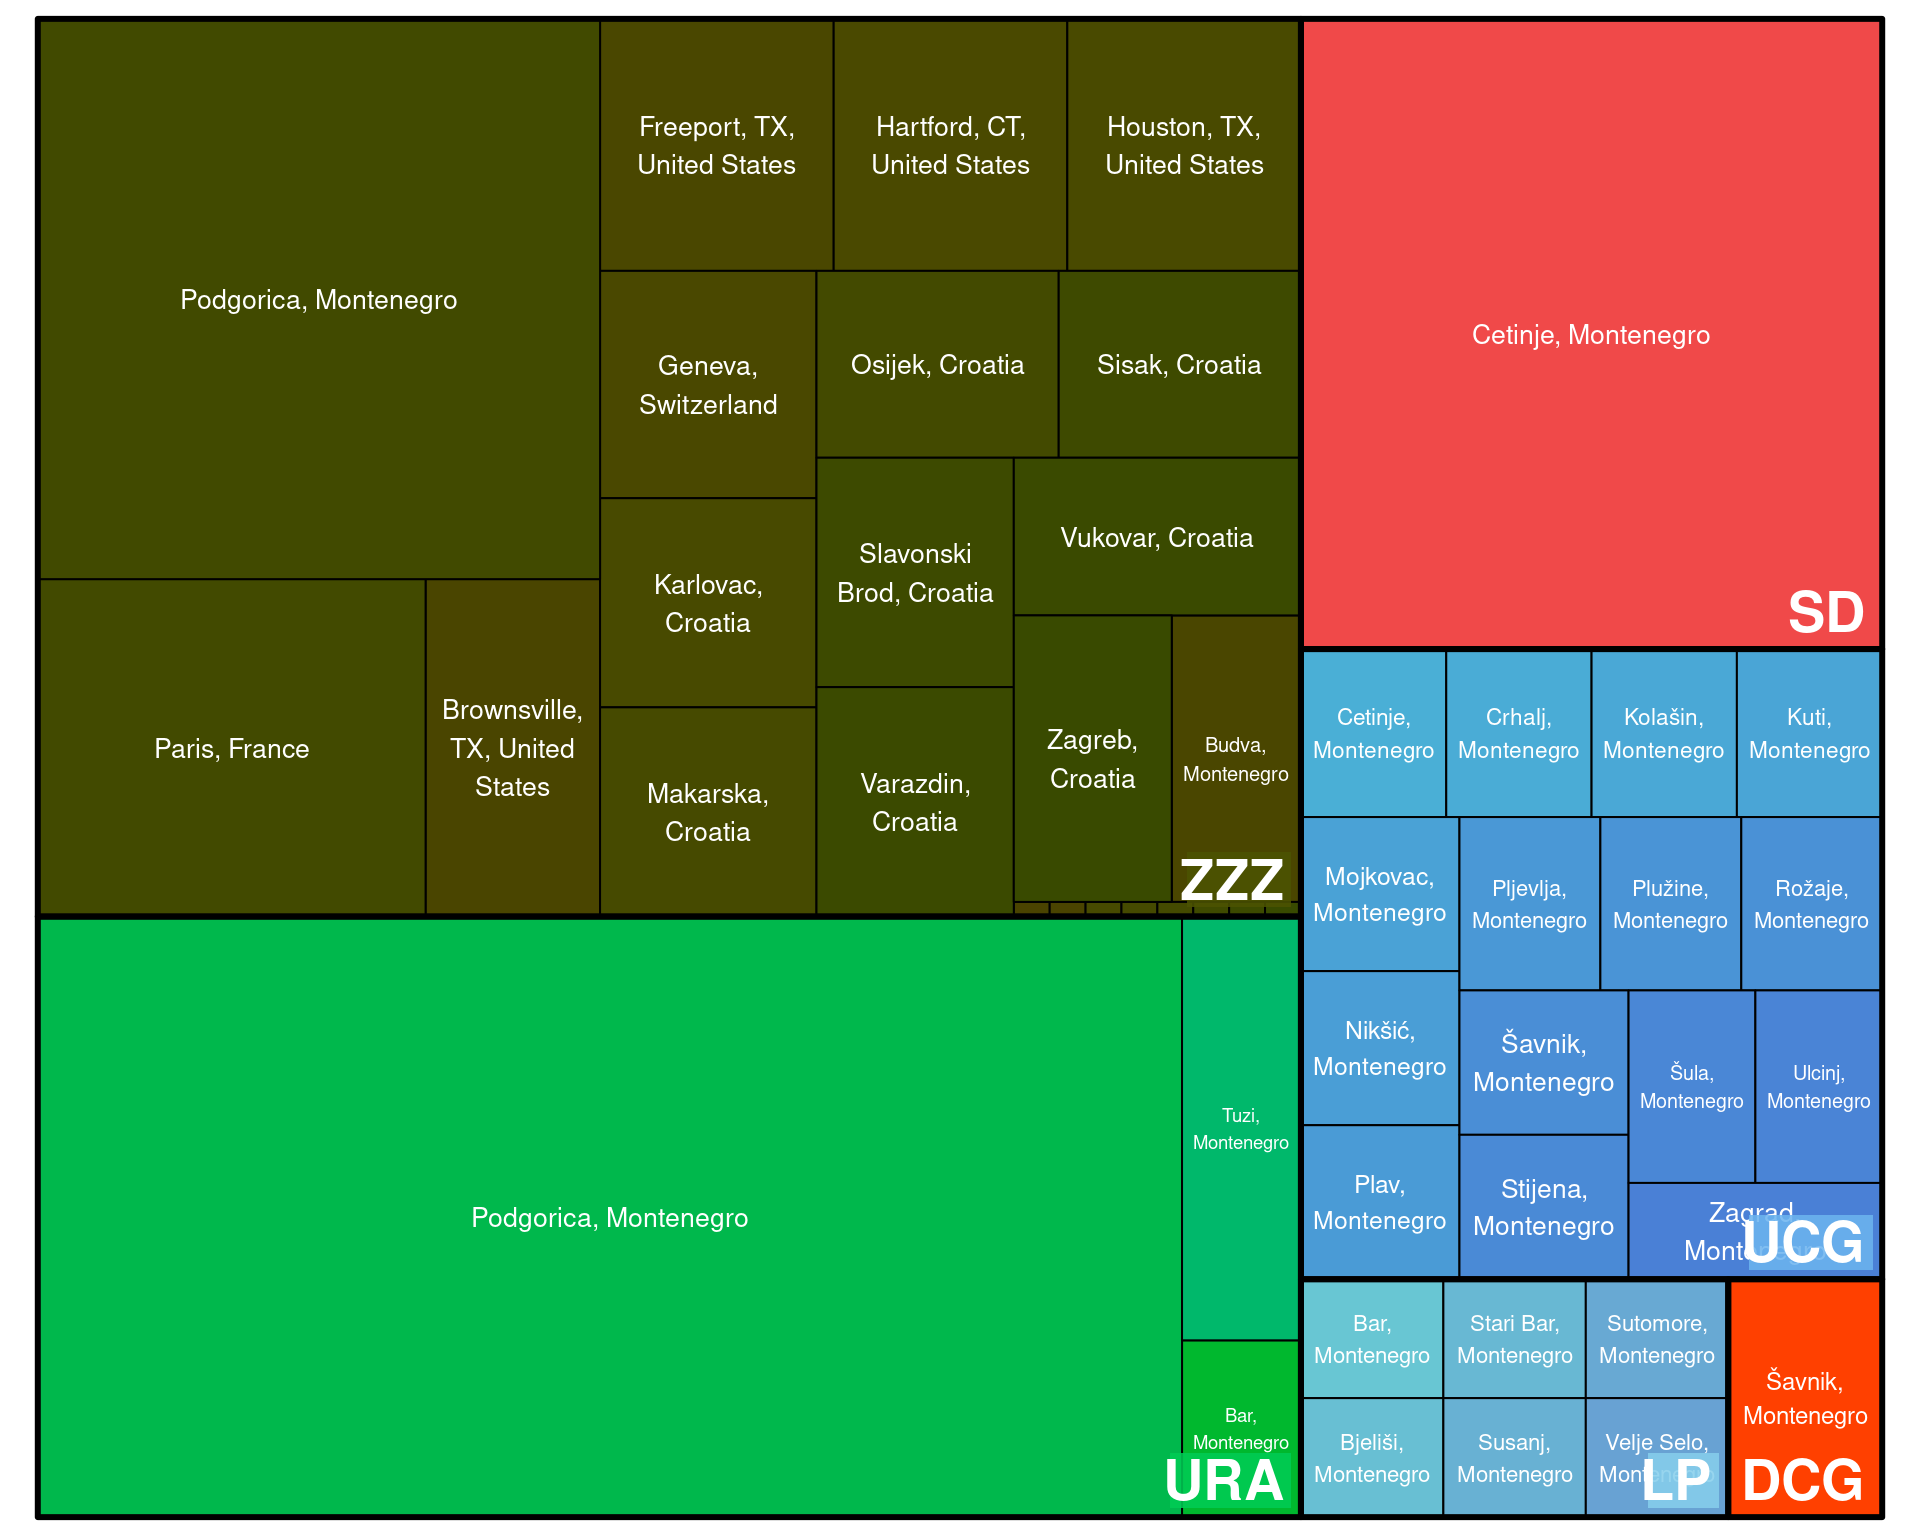 Podgorica, Montenegro
Paris, France
Brownsville,
TX, United
States
Freeport, TX,
United States
Hartford, CT,
United States
Houston, TX,
United States
Geneva,
Switzerland
Osijek, Croatia
Sisak, Croatia
Karlovac,
Croatia
Slavonski
Brod, Croatia
Vukovar, Croatia
Makarska,
Croatia
Varazdin,
Croatia
Zagreb,
Croatia
Budva,
Montenegro
ZZZ
Podgorica, Montenegro
Tuzi,
Montenegro
Bar,
Montenegro
URA
Cetinje, Montenegro
SD
Cetinje,
Montenegro
Crhalj,
Montenegro
Kolašin,
Montenegro
Kuti,
Montenegro
Mojkovac,
Montenegro
Pljevlja,
Montenegro
Plužine,
Montenegro
Rožaje,
Montenegro
Nikšić,
Montenegro
Šavnik,
Montenegro
Šula,
Montenegro
Ulcinj,
Montenegro
Plav,
Montenegro
Stijena,
Montenegro
Zagrad,
Montenegro
UCG
Bar,
Montenegro
Stari Bar,
Montenegro
Sutomore,
Montenegro
Bjeliši,
Montenegro
Susanj,
Montenegro
Velje Selo,
Montenegro
LP
Šavnik,
Montenegro
DCG